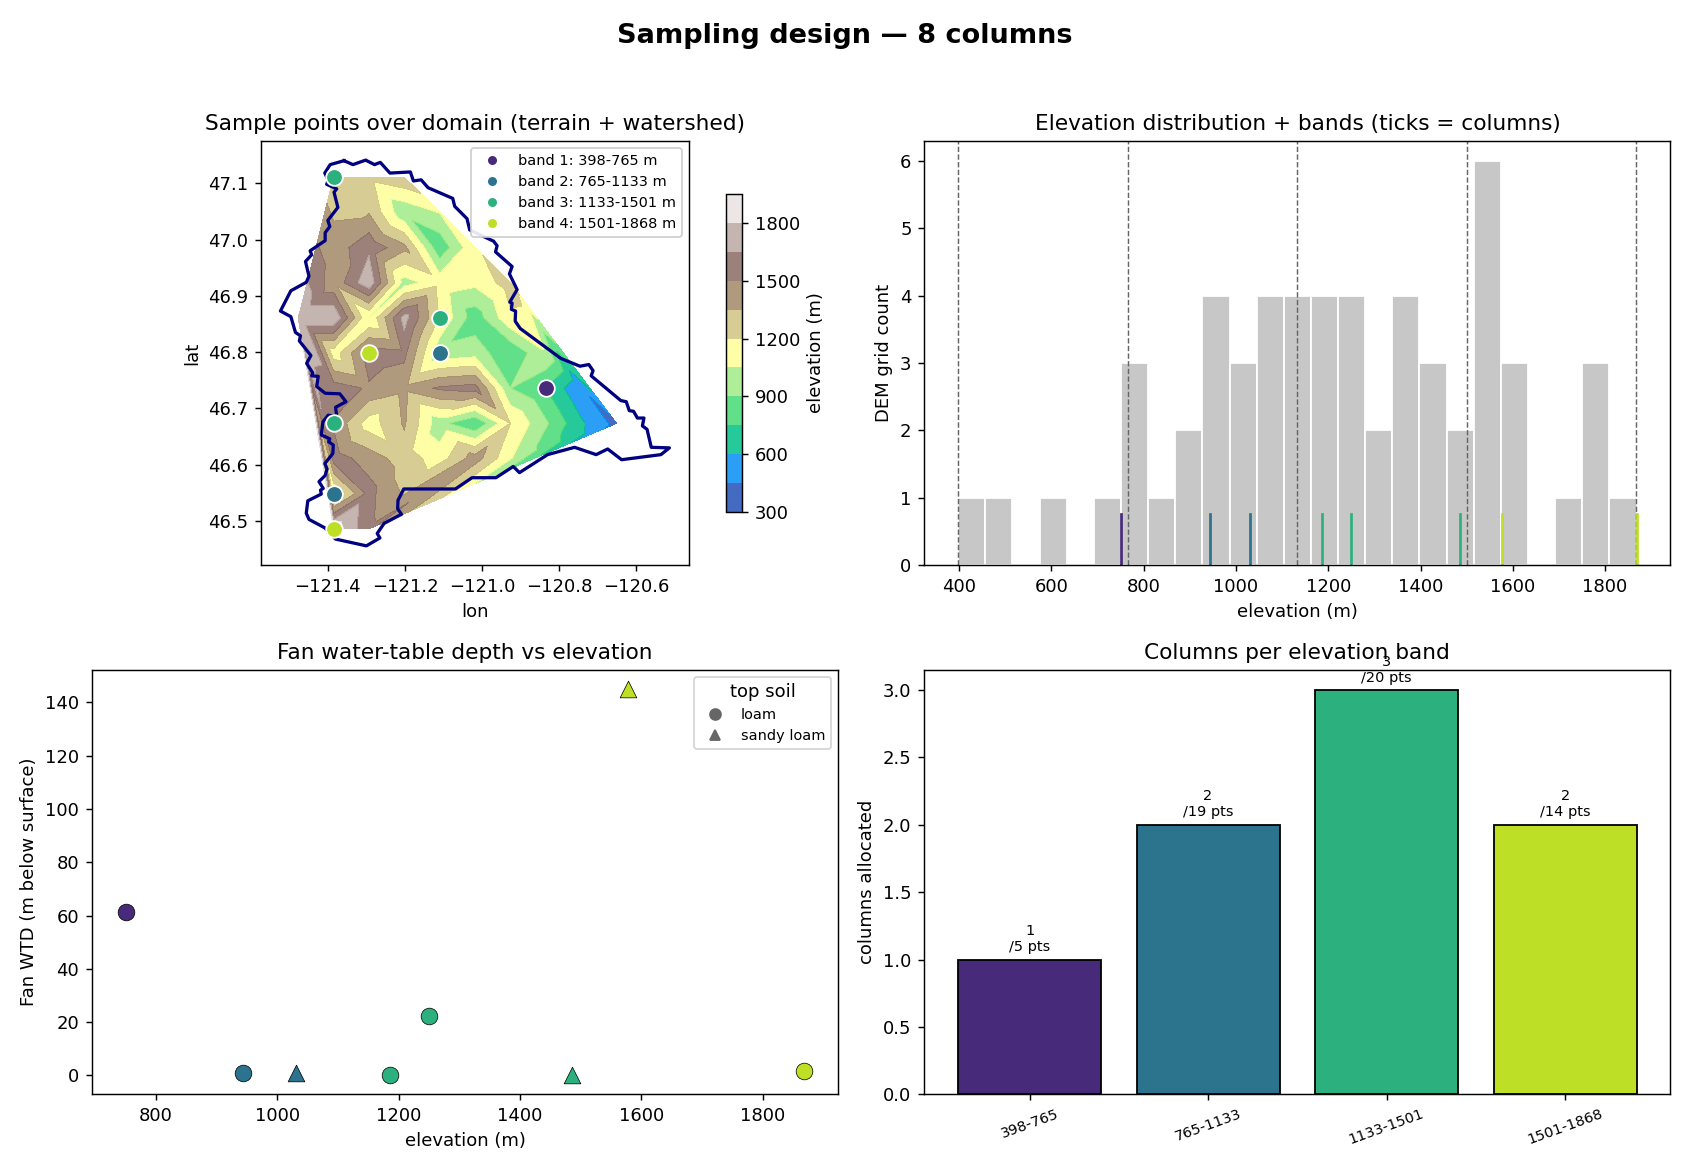 Sampling design — 8 columns
Sample points over domain (terrain + watershed)
band 1: 398-765 m
band 2: 765-1133 m
band 3: 1133-1501 m
band 4: 1501-1868 m
47.1
47.0
46.9
46.8
46.7
46.6
46.5
lat
−121.4
−121.2
−121.0
−120.8
−120.6
lon
1800
1500
1200
900
600
300
elevation (m)
Elevation distribution + bands (ticks = columns)
6
5
4
3
2
1
0
DEM grid count
400
600
800
1000
1200
1400
1600
1800
elevation (m)
Fan water-table depth vs elevation
top soil
loam
sandy loam
140
120
100
80
60
40
20
0
Fan WTD (m below surface)
800
1000
1200
1400
1600
1800
elevation (m)
Columns per elevation band
3.0
2.5
2.0
1.5
1.0
0.5
0.0
columns allocated
1
/5 pts
2
/19 pts
3
/20 pts
2
/14 pts
398-765
765-1133
1133-1501
1501-1868